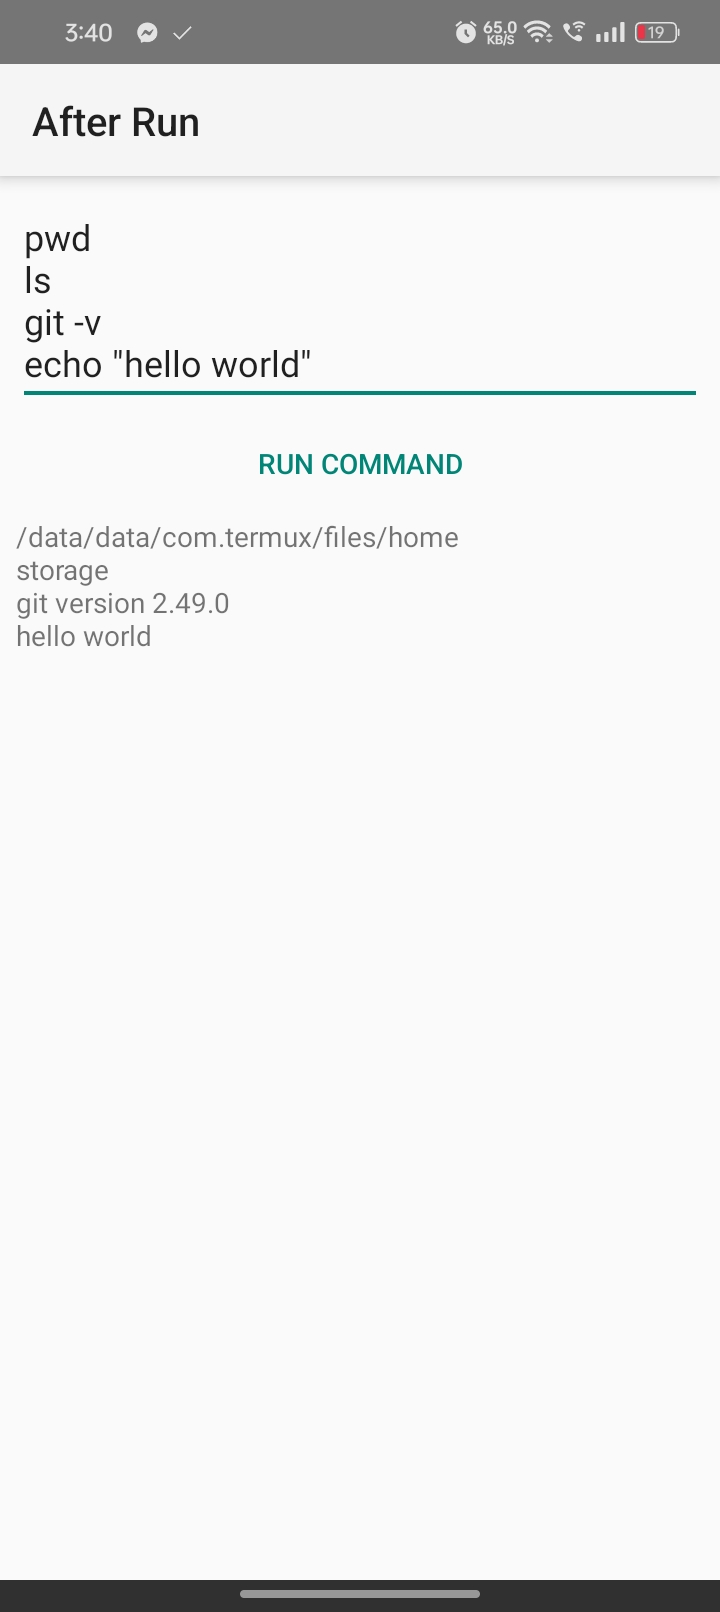 3:40
65.0
KB/S
19
After Run
pwd
ls
git -v
echo "hello world"
RUN COMMAND
/data/data/com.termux/files/home
storage
git version 2.49.0
hello world